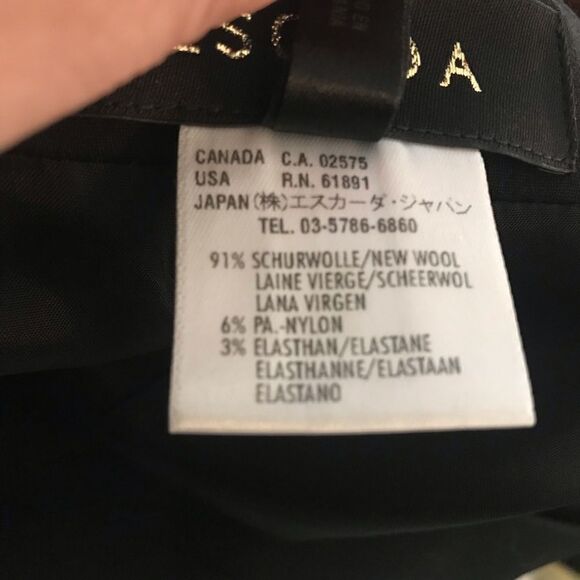 CANADA C.A. 02575
USA R.N. 61891
JAPAN (株)エスカーダ・ジャパン
TEL. 03-5786-6860
91% SCHURWOLLE/NEW WOOL
LAINE VIERGE/SCHEERWOL
LANA VIRGEN
6% PA.-NYLON
3% ELASTHAN/ELASTANE
ELASTHANNE/ELASTAAN
ELASTANO